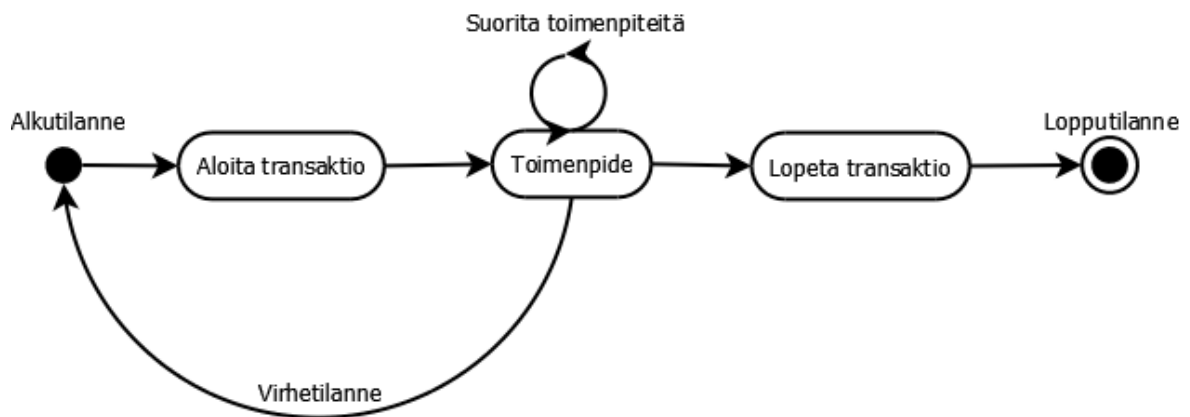 Suorita toimenpiteitä
Alkutilanne
Lopputilanne
Aloita transaktio
Toimenpide
Lopeta transaktio
Virhetilanne